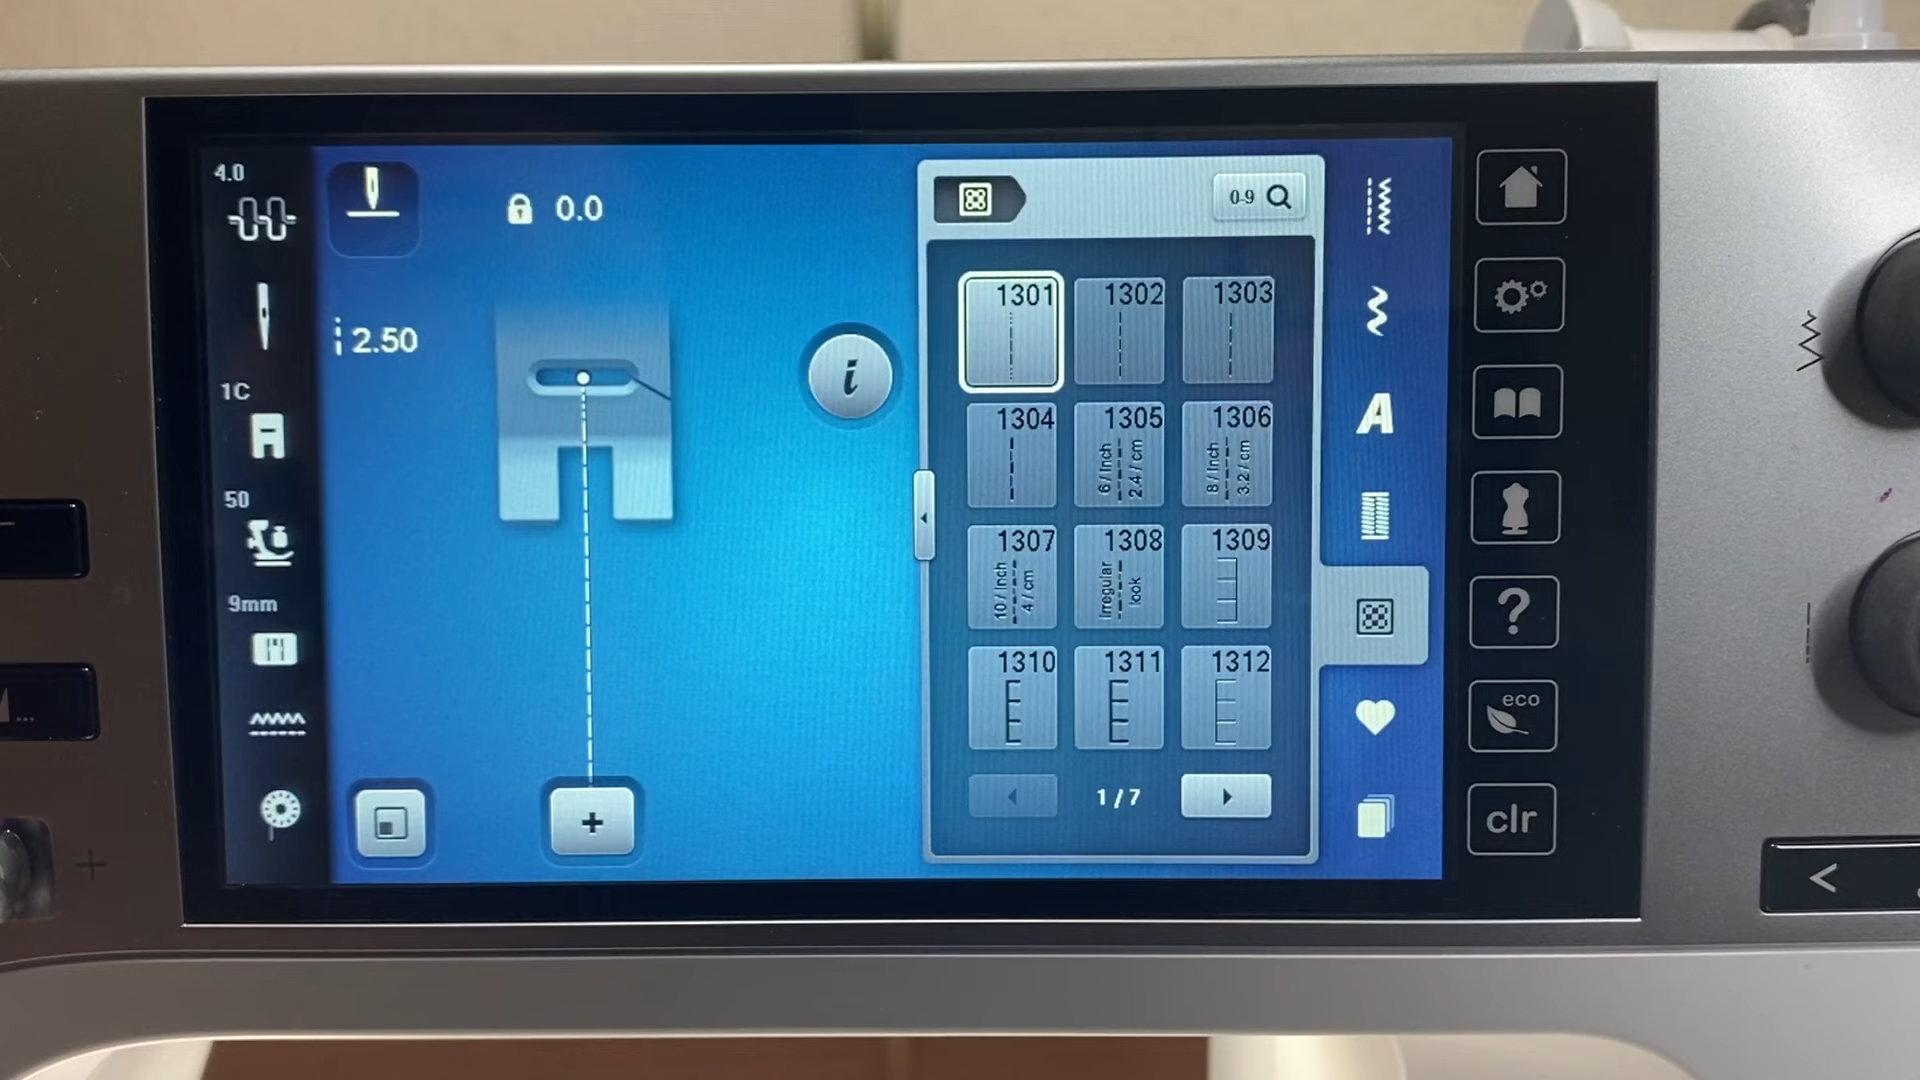 4.0
0.0
0-9
2.50
1C
50
9mm
1301 1302 1303
1304 1305 1306
6 / Inch
2.4 / cm
8 / Inch
3.2 / cm
1307 1308 1309
10 / Inch
4 / cm
irregular
look
1310 1311 1312
1 / 7
i
A
?
eco
clr
+
+
<